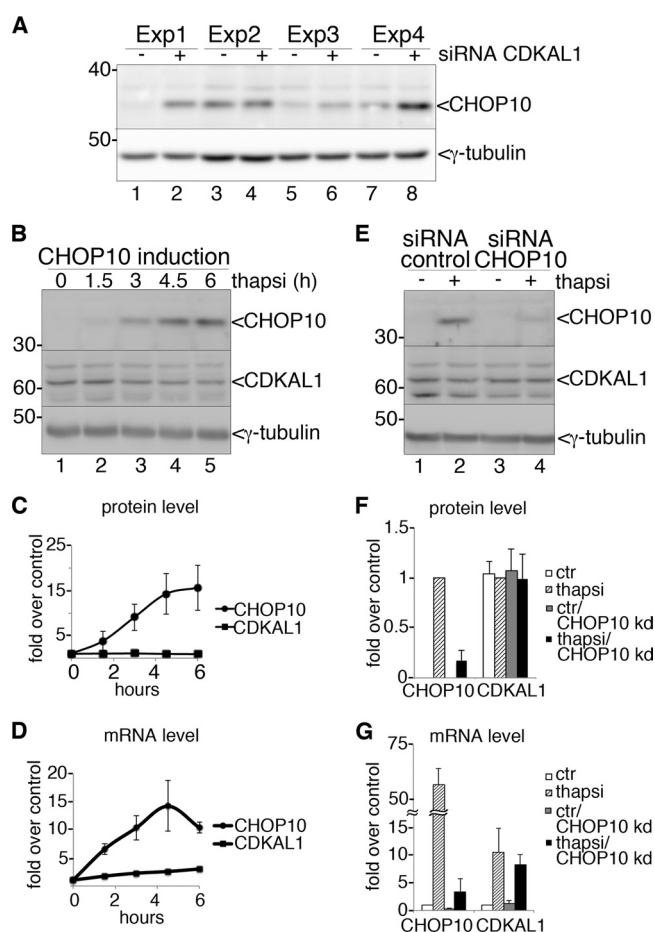 A
Exp1 Exp2 Exp3 Exp4
- + - + - + - + siRNA CDKAL1
40
<CHOP10
50
<γ-tubulin
1 2 3 4 5 6 7 8
B
CHOP10 induction
0 1.5 3 4.5 6 thapsi (h)
<CHOP10
30
60
<CDKAL1
50
<γ-tubulin
1 2 3 4 5
E
siRNA siRNA
control CHOP10
- + - + thapsi
<CHOP10
30
60
<CDKAL1
50
<γ-tubulin
1 2 3 4
C
protein level
fold over control
25
15
5
1
0 2 4 6
hours
CHOP10
CDKAL1
F
protein level
fold over control
1.5
1
0.5
0
CHOP10 CDKAL1
ctr
thapsi
ctr/
CHOP10 kd
thapsi/
CHOP10 kd
D
mRNA level
fold over control
20
15
10
5
1
0 2 4 6
hours
CHOP10
CDKAL1
G
mRNA level
fold over control
75
50
15
10
5
1
0
CHOP10 CDKAL1
ctr
thapsi
ctr/
CHOP10 kd
thapsi/
CHOP10 kd